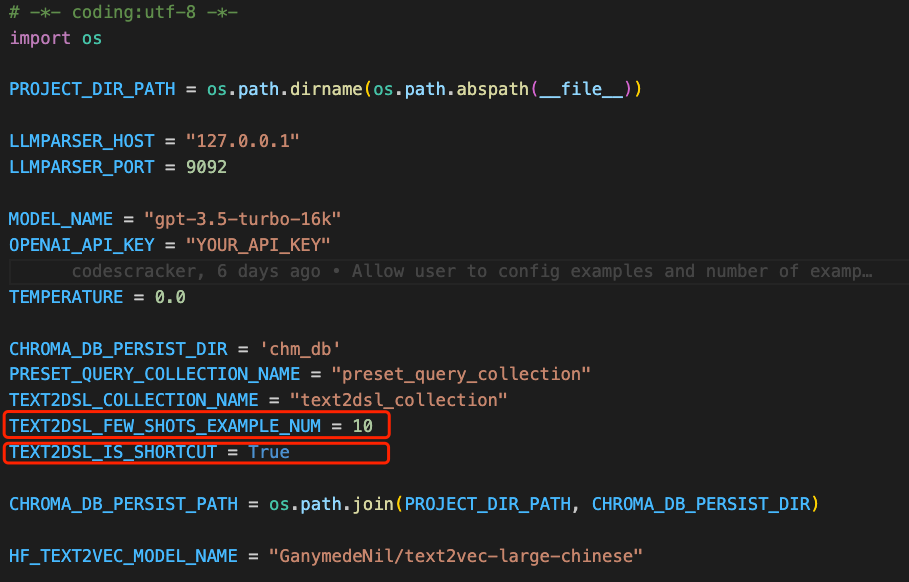 # -*- coding:utf-8 -*-
import os
PROJECT_DIR_PATH = os.path.dirname(os.path.abspath(__file__))
LLMPARSER_HOST = "127.0.0.1"
LLMPARSER_PORT = 9092
MODEL_NAME = "gpt-3.5-turbo-16k"
OPENAI_API_KEY = "YOUR_API_KEY"
codescracker, 6 days ago • Allow user to config examples and number of examp…
TEMPERATURE = 0.0
CHROMA_DB_PERSIST_DIR = 'chm_db'
PRESET_QUERY_COLLECTION_NAME = "preset_query_collection"
TEXT2DSL_COLLECTION_NAME = "text2dsl_collection"
TEXT2DSL_FEW_SHOTS_EXAMPLE_NUM = 10
TEXT2DSL_IS_SHORTCUT = True
CHROMA_DB_PERSIST_PATH = os.path.join(PROJECT_DIR_PATH, CHROMA_DB_PERSIST_DIR)
HF_TEXT2VEC_MODEL_NAME = "GanymedeNil/text2vec-large-chinese"